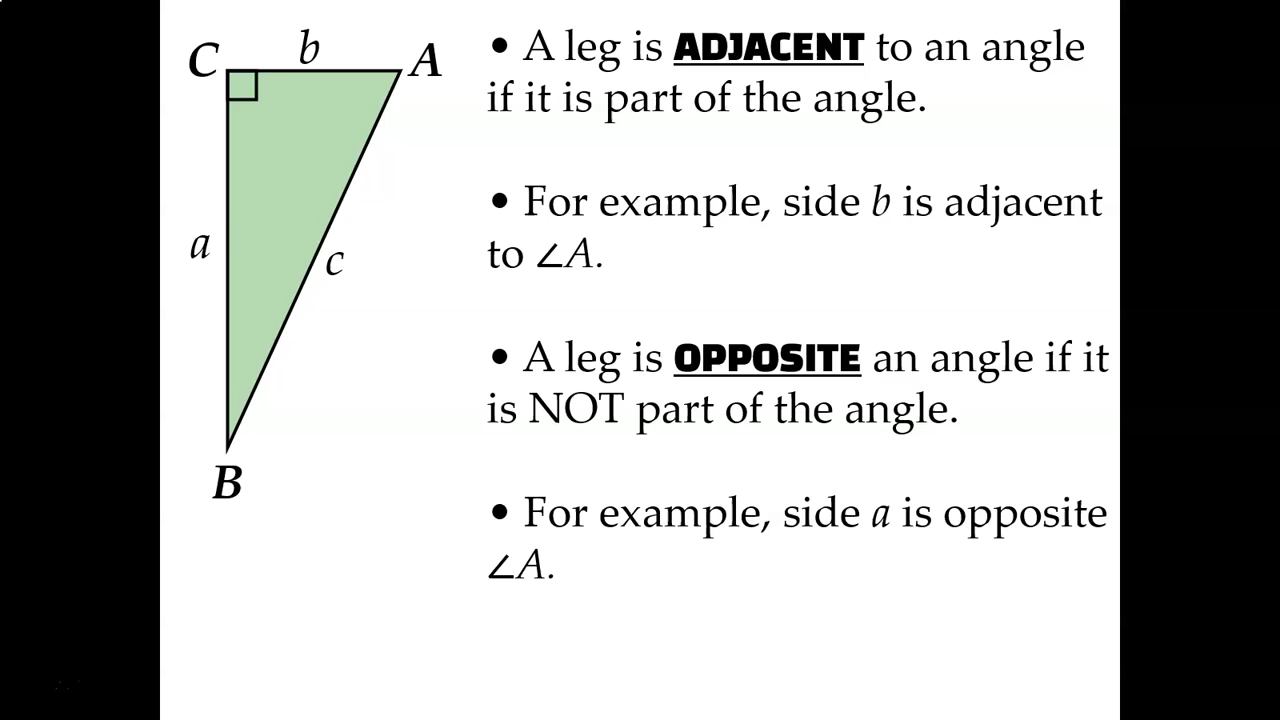 C
b
A
a
c
B
• A leg is ADJACENT to an angle
if it is part of the angle.
• For example, side b is adjacent
to ∠A.
• A leg is OPPOSITE an angle if it
is NOT part of the angle.
• For example, side a is opposite
∠A.